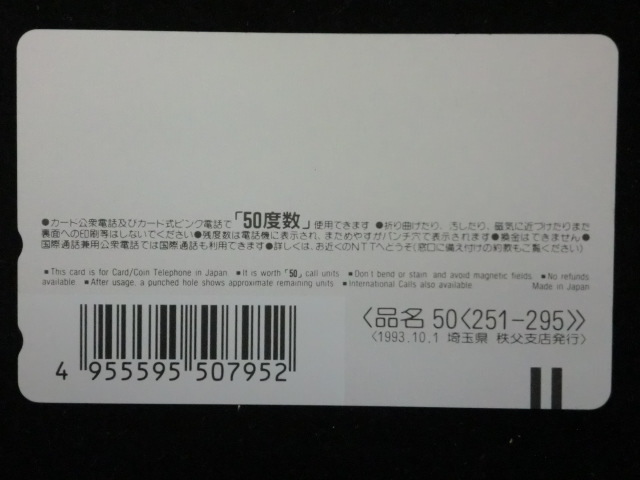 ●カード公衆電話及びカード式ピンク電話で「50度数」使用できます ●折り曲げたり、汚したり、磁気に近づけたりまた
裏面への印刷等はしないでください●残度数は電話機に表示され、まためやすがパンチ穴で表示されます ●換金はできません●
国際通話兼用公衆電話では国際通話も利用できます●詳しくは、お近くのNTTへどうぞ(窓口に備え付けの約款もご覧ください)
■This card is for Card/Coin Telephone in Japan. ■It is worth「50」call units ■Don't bend or stain and avoid magnetic fields ■No refunds
available ■After usage, a punched hole shows approximate remaining units ■International Calls also available. Made in Japan
〈品名 50〈251-295〉〉
〈1993.10.1 埼玉県 秩父支店発行〉
4 955595 507952